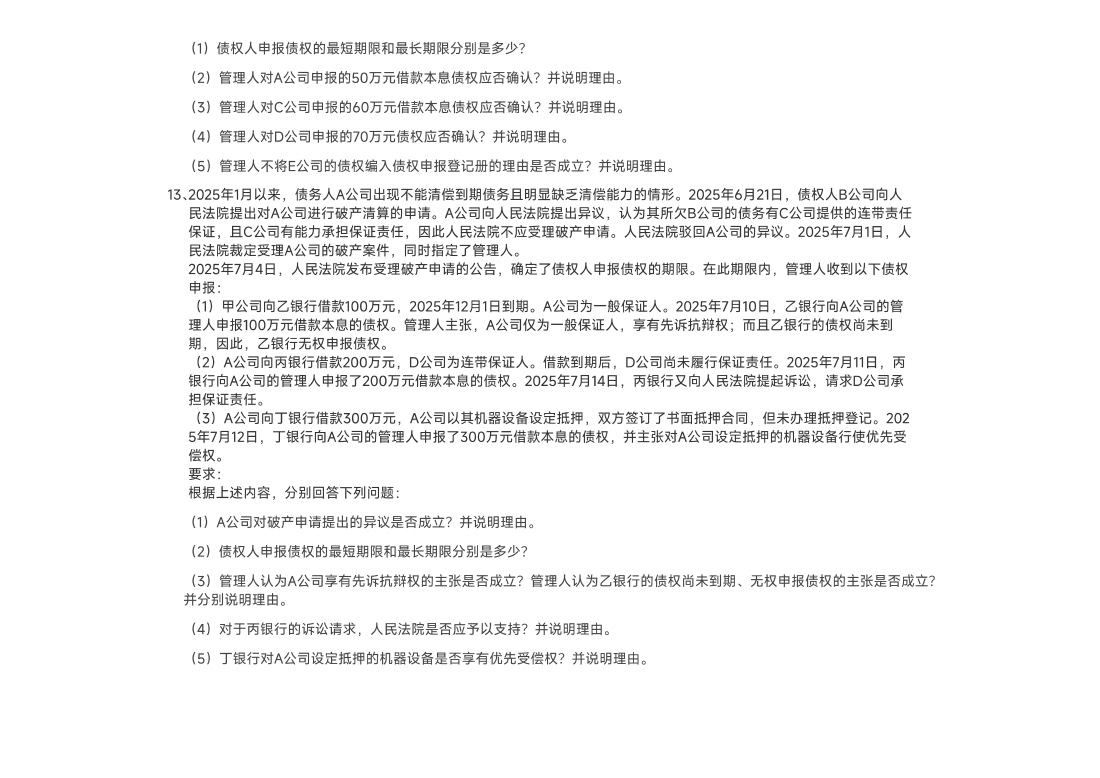 （1）债权人申报债权的最短期限和最长期限分别是多少？
（2）管理人对A公司申报的50万元借款本息债权应否确认？并说明理由。
（3）管理人对C公司申报的60万元借款本息债权应否确认？并说明理由。
（4）管理人对D公司申报的70万元债权应否确认？并说明理由。
（5）管理人不将E公司的债权编入债权申报登记册的理由是否成立？并说明理由。
13、2025年1月以来，债务人A公司出现不能清偿到期债务且明显缺乏清偿能力的情形。2025年6月21日，债权人B公司向人
民法院提出对A公司进行破产清算的申请。A公司向人民法院提出异议，认为其所欠B公司的债务有C公司提供的连带责任
保证，且C公司有能力承担保证责任，因此人民法院不应受理破产申请。人民法院驳回A公司的异议。2025年7月1日，人
民法院裁定受理A公司的破产案件，同时指定了管理人。
2025年7月4日，人民法院发布受理破产申请的公告，确定了债权人申报债权的期限。在此期限内，管理人收到以下债权
申报：
（1）甲公司向乙银行借款100万元，2025年12月1日到期。A公司为一般保证人。2025年7月10日，乙银行向A公司的管
理人申报100万元借款本息的债权。管理人主张，A公司仅为一般保证人，享有先诉抗辩权；而且乙银行的债权尚未到
期，因此，乙银行无权申报债权。
（2）A公司向丙银行借款200万元，D公司为连带保证人。借款到期后，D公司尚未履行保证责任。2025年7月11日，丙
银行向A公司的管理人申报了200万元借款本息的债权。2025年7月14日，丙银行又向人民法院提起诉讼，请求D公司承
担保证责任。
（3）A公司向丁银行借款300万元，A公司以其机器设备设定抵押，双方签订了书面抵押合同，但未办理抵押登记。202
5年7月12日，丁银行向A公司的管理人申报了300万元借款本息的债权，并主张对A公司设定抵押的机器设备行使优先受
偿权。
要求：
根据上述内容，分别回答下列问题：
（1）A公司对破产申请提出的异议是否成立？并说明理由。
（2）债权人申报债权的最短期限和最长期限分别是多少？
（3）管理人认为A公司享有先诉抗辩权的主张是否成立？管理人认为乙银行的债权尚未到期、无权申报债权的主张是否成立？
并分别说明理由。
（4）对于丙银行的诉讼请求，人民法院是否应予以支持？并说明理由。
（5）丁银行对A公司设定抵押的机器设备是否享有优先受偿权？并说明理由。